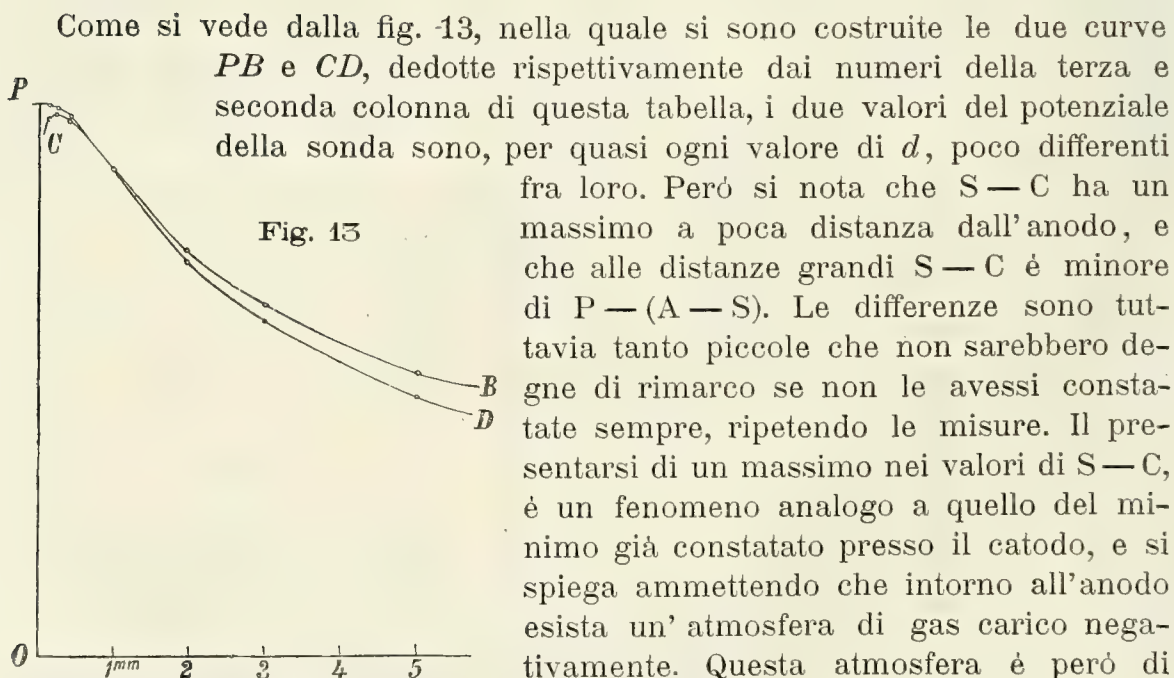 Come si vede dalla fig. 13, nella quale si sono costruite le due curve
PB e CD, dedotte rispettivamente dai numeri della terza e
seconda colonna di questa tabella, i due valori del potenziale
della sonda sono, per quasi ogni valore di d, poco differenti
fra loro. Peró si nota che S — C ha un
massimo a poca distanza dall'anodo, e
che alle distanze grandi S — C é minore
di P — (A — S). Le differenze sono tut-
tavia tanto piccole che non sarebbero de-
gne di rimarco se non le avessi consta-
tate sempre, ripetendo le misure. Il pre-
sentarsi di un massimo nei valori di S — C,
é un fenomeno analogo a quello del mi-
nimo giá constatato presso il catodo, e si
spiega ammettendo che intorno all'anodo
esista un' atmosfera di gas carico nega-
tivamente. Questa atmosfera é peró di
P
C
Fig. 13
B
D
O 1mm 2 3 4 5